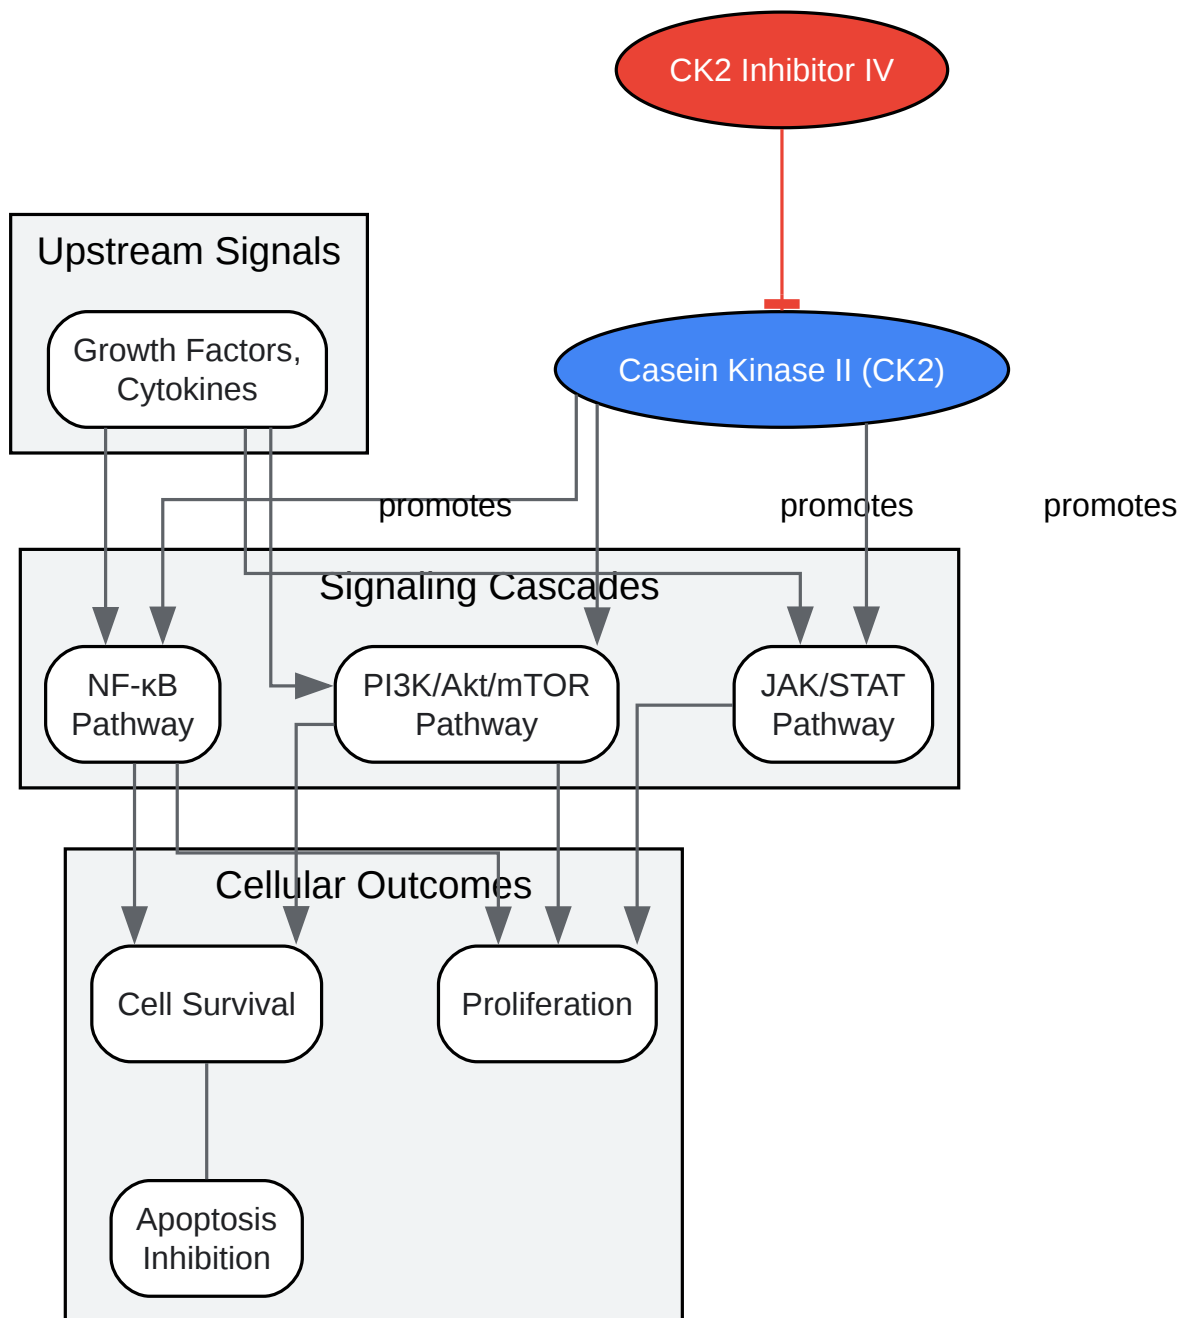 CK2 Inhibitor IV
Upstream Signals
Growth Factors,
Cytokines
Casein Kinase II (CK2)
promotes
promotes
promotes
Signaling Cascades
NF-κB
Pathway
PI3K/Akt/mTOR
Pathway
JAK/STAT
Pathway
Cellular Outcomes
Cell Survival
Proliferation
Apoptosis
Inhibition